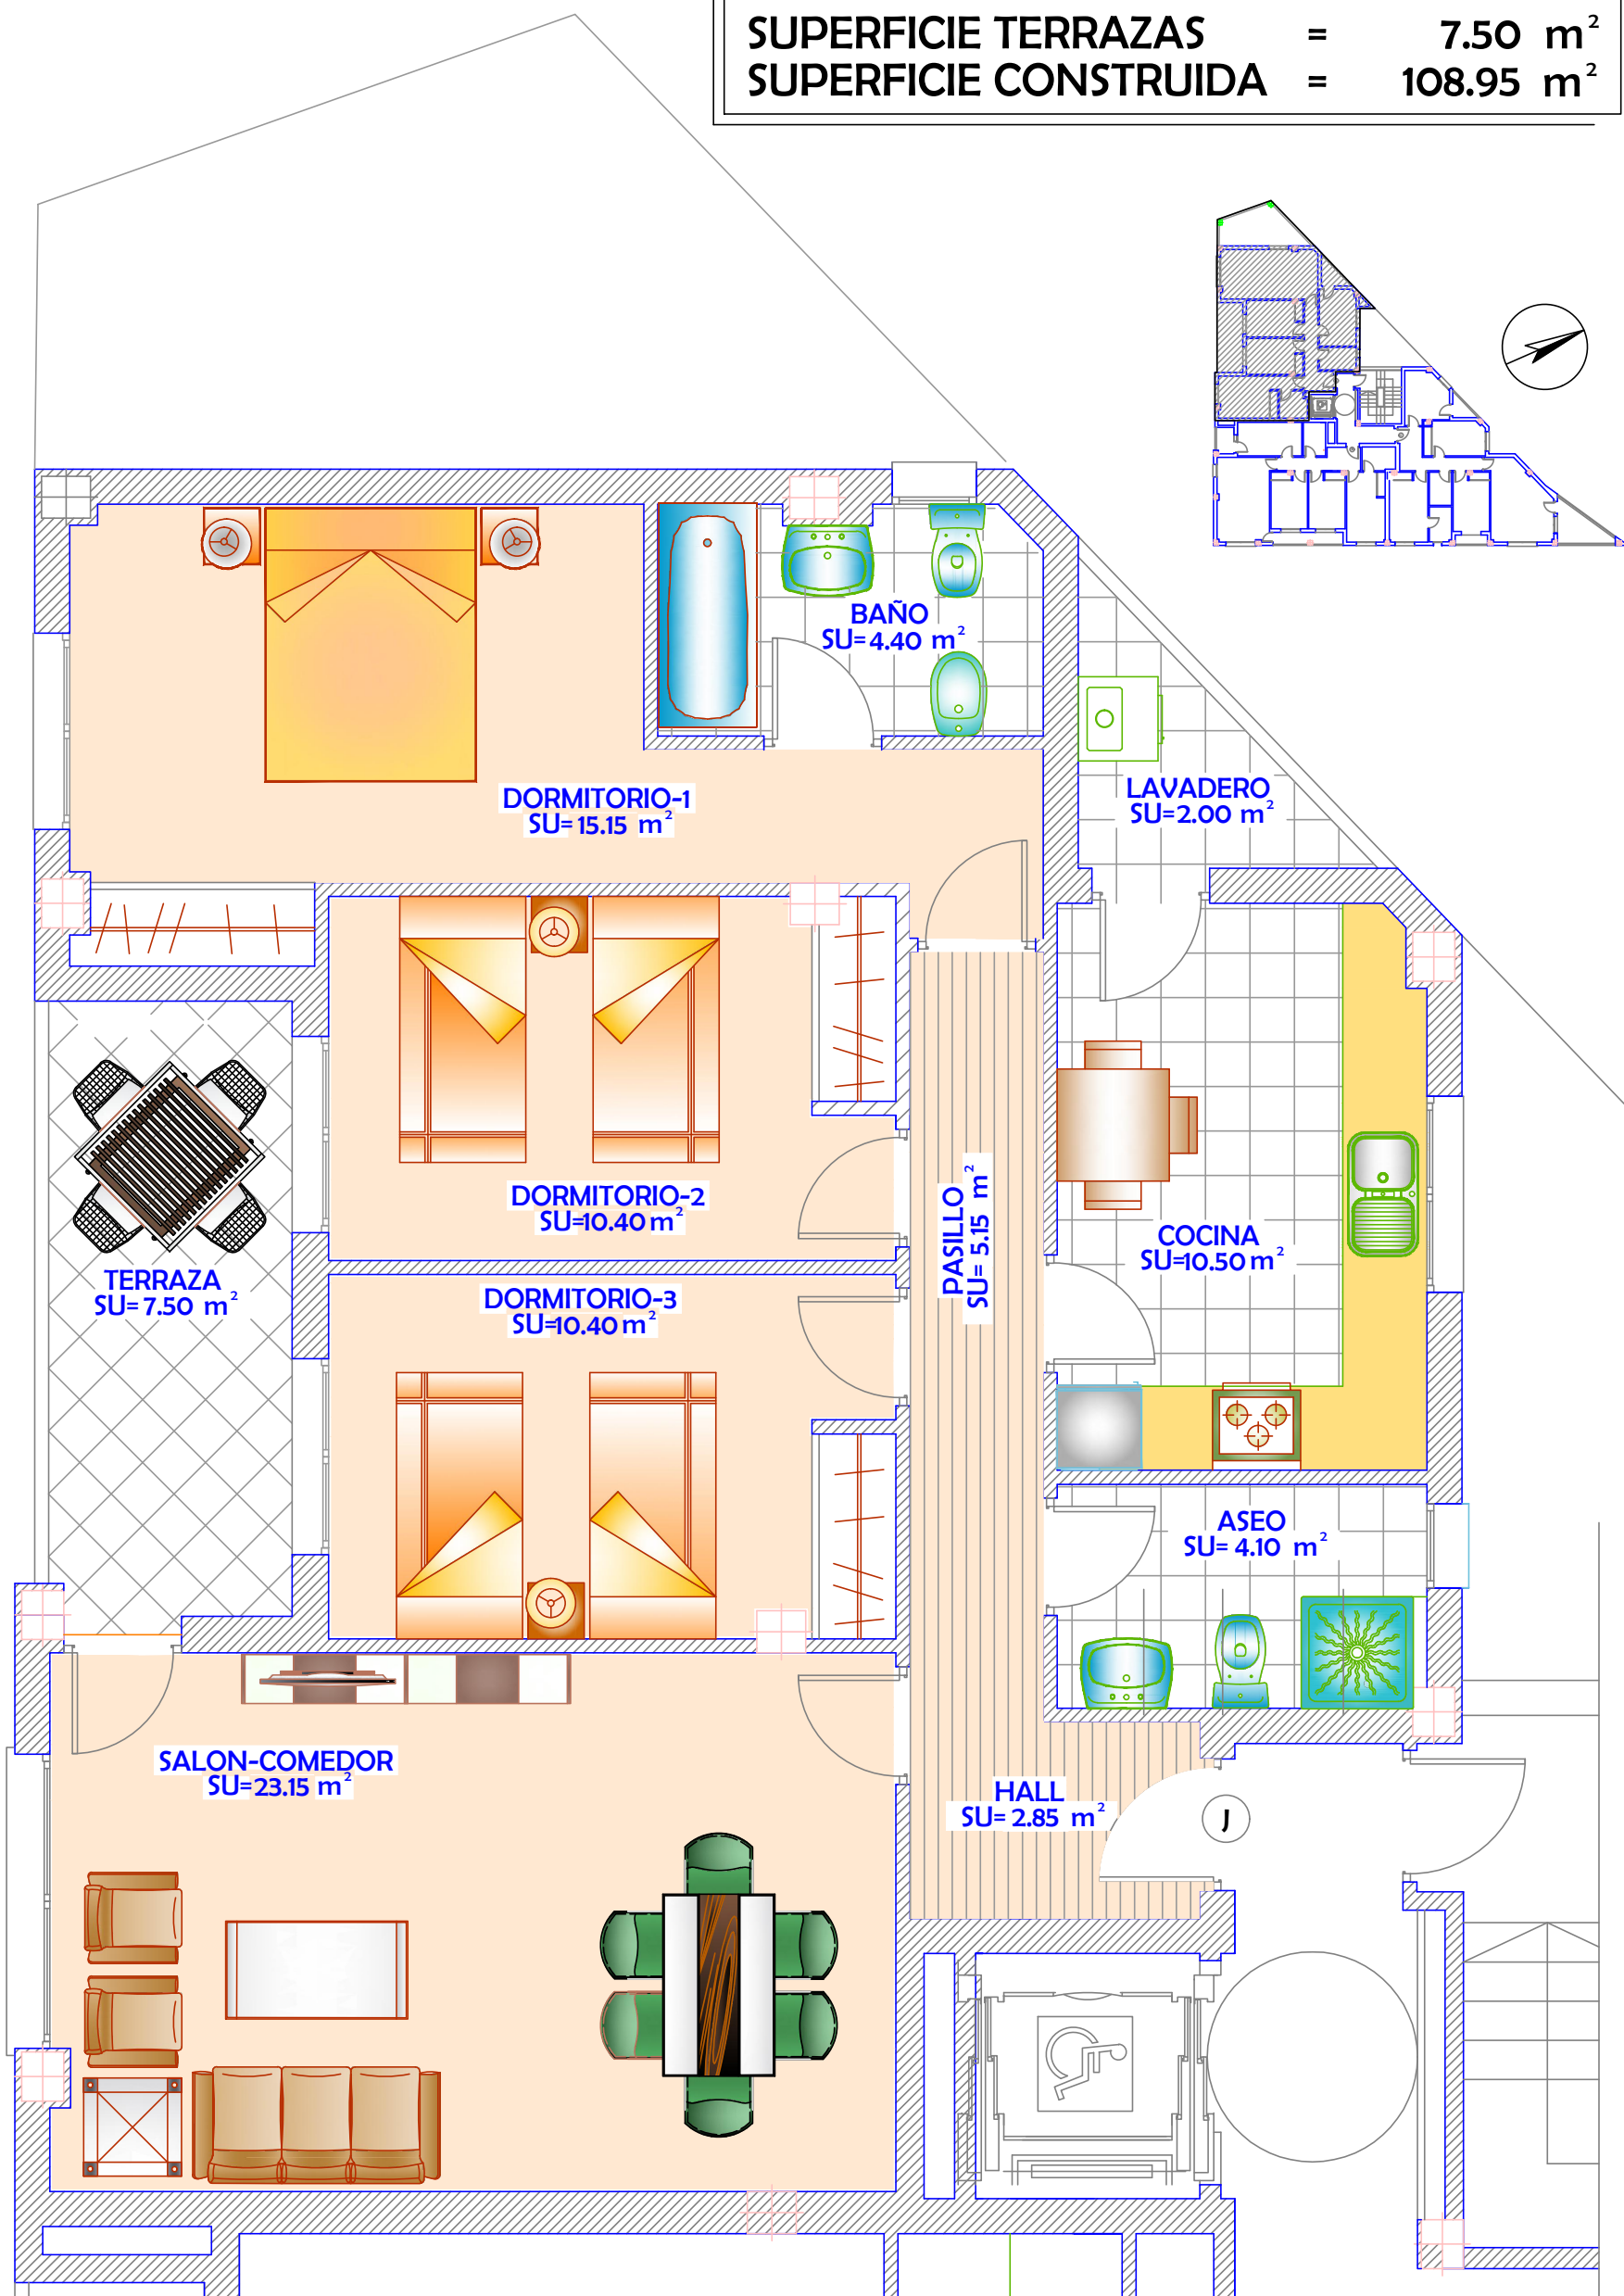 SUPERFICIE TERRAZAS = 7.50 m²
SUPERFICIE CONSTRUIDA = 108.95 m²
BAÑO
SU= 4.40 m²
DORMITORIO-1
SU= 15.15 m²
LAVADERO
SU=2.00 m²
DORMITORIO-2
SU=10.40 m²
PASILLO
SU= 5.15 m²
COCINA
SU=10.50 m²
TERRAZA
SU= 7.50 m²
DORMITORIO-3
SU=10.40 m²
ASEO
SU= 4.10 m²
SALON-COMEDOR
SU= 23.15 m²
HALL
SU= 2.85 m²
J